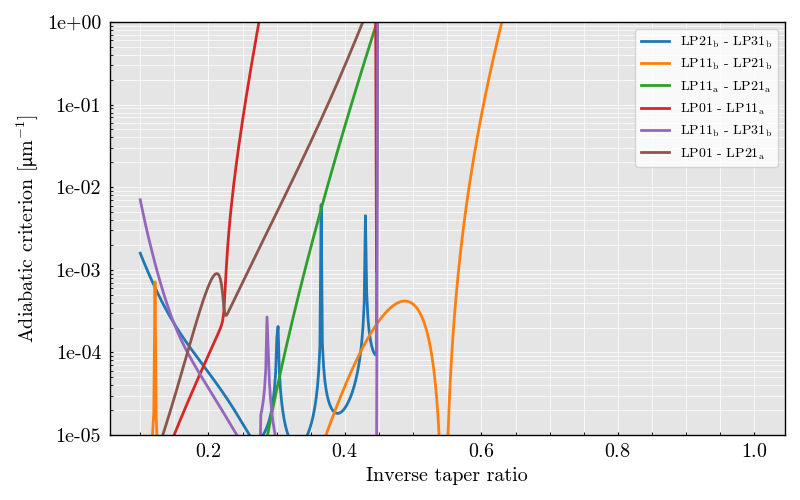 1e+00
1e-01
1e-02
1e-03
1e-04
1e-05
Adiabatic criterion [μm⁻¹]
0.2 0.4 0.6 0.8 1.0
Inverse taper ratio
LP21b - LP31b
LP11b - LP21b
LP11a - LP21a
LP01 - LP11a
LP11b - LP31b
LP01 - LP21a